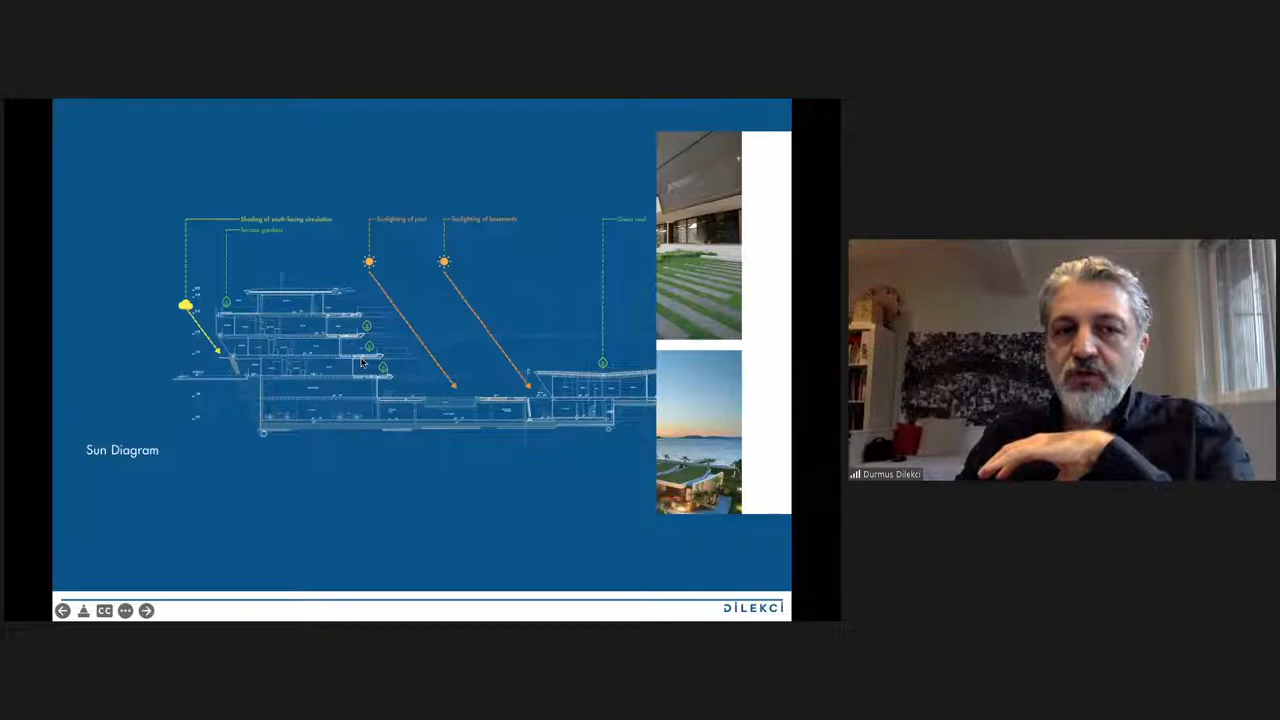 Shading of south-facing circulation
Terrace gardens
Sunlighting of pool
Sunlighting of basements
Green roof
Sun Diagram
CC
DiLEKCi
Durmus Dilekci